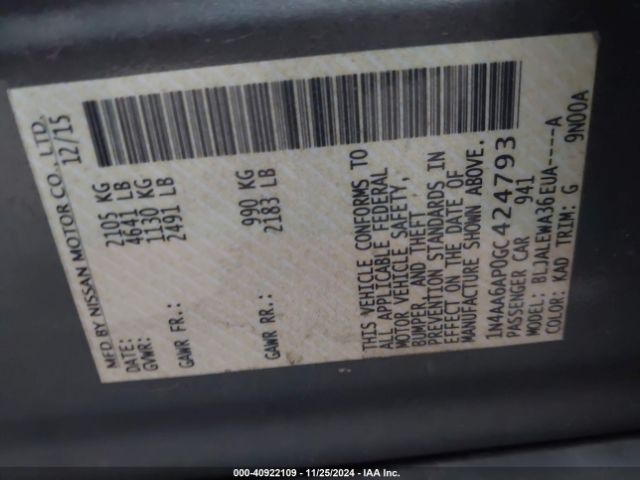 MFD. BY NISSAN MOTOR CO., LTD.
DATE: 12/15
GVWR: 2105 KG
4641 LB
GAWR FR.: 1130 KG
2491 LB
GAWR RR.: 990 KG
2183 LB
THIS VEHICLE CONFORMS TO
ALL APPLICABLE FEDERAL
MOTOR VEHICLE SAFETY,
BUMPER, AND THEFT
PREVENTION STANDARDS IN
EFFECT ON THE DATE OF
MANUFACTURE SHOWN ABOVE.
1N4AA6AP0GC424793
PASSENGER CAR 941
MODEL: BLJALEWA36EUA----A
COLOR: KAD TRIM: G 9N00A
000-40922109 - 11/25/2024 - IAA Inc.